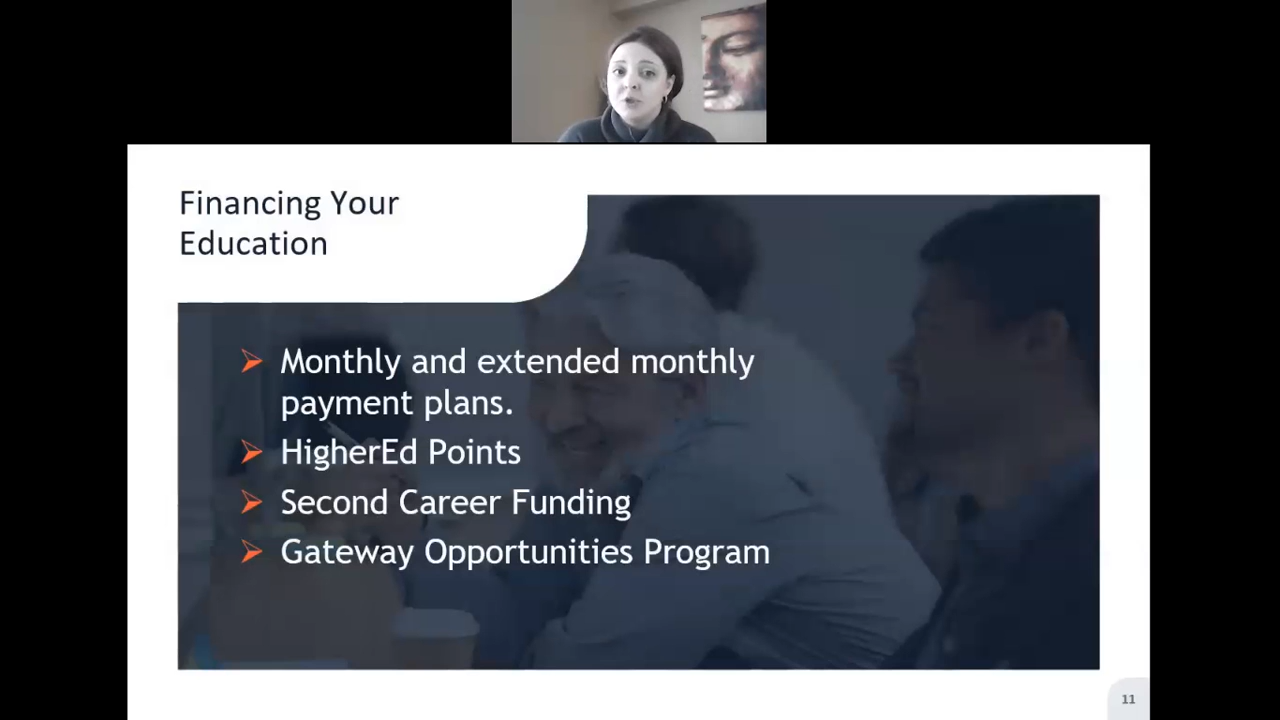 Financing Your
Education
➢ Monthly and extended monthly
payment plans.
➢ HigherEd Points
➢ Second Career Funding
➢ Gateway Opportunities Program
11